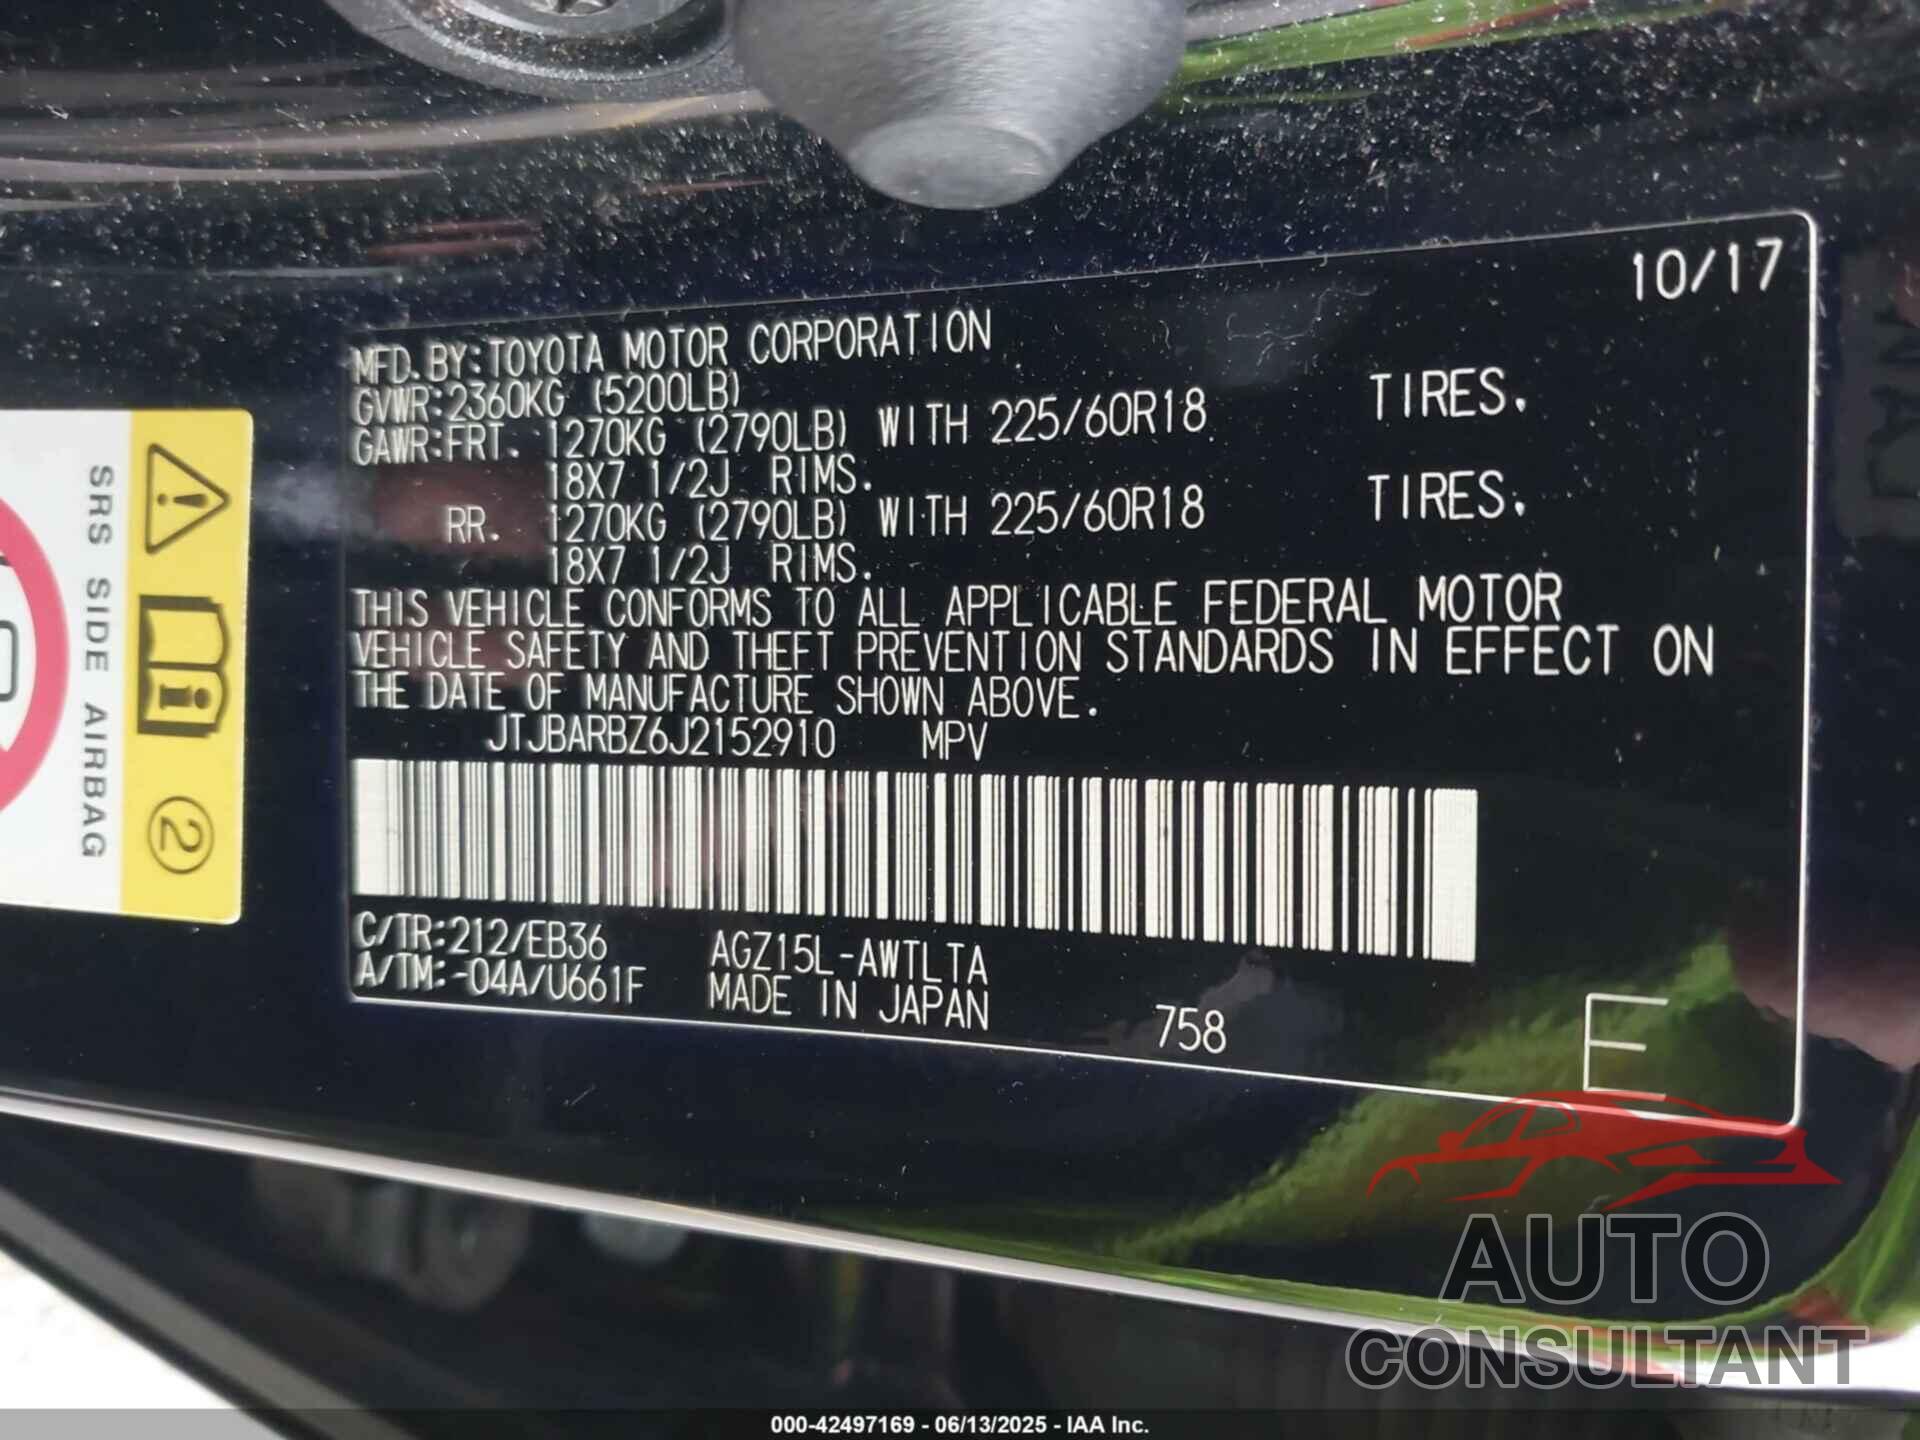 10/17
MFD.BY:TOYOTA MOTOR CORPORATION
GVWR:2360KG (5200LB)
GAWR:FRT. 1270KG (2790LB) WITH 225/60R18 TIRES.
18X7 1/2J RIMS.
RR. 1270KG (2790LB) WITH 225/60R18 TIRES.
18X7 1/2J RIMS.
THIS VEHICLE CONFORMS TO ALL APPLICABLE FEDERAL MOTOR
VEHICLE SAFETY AND THEFT PREVENTION STANDARDS IN EFFECT ON
THE DATE OF MANUFACTURE SHOWN ABOVE.
JTJBARBZ6J2152910 MPV
C/TR:212/EB36 AGZ15L-AWTLTA
A/TM:-04A/U661F MADE IN JAPAN
758
E
SRS SIDE AIRBAG
2
AUTO
CONSULTANT
000-42497169 - 06/13/2025 - IAA Inc.